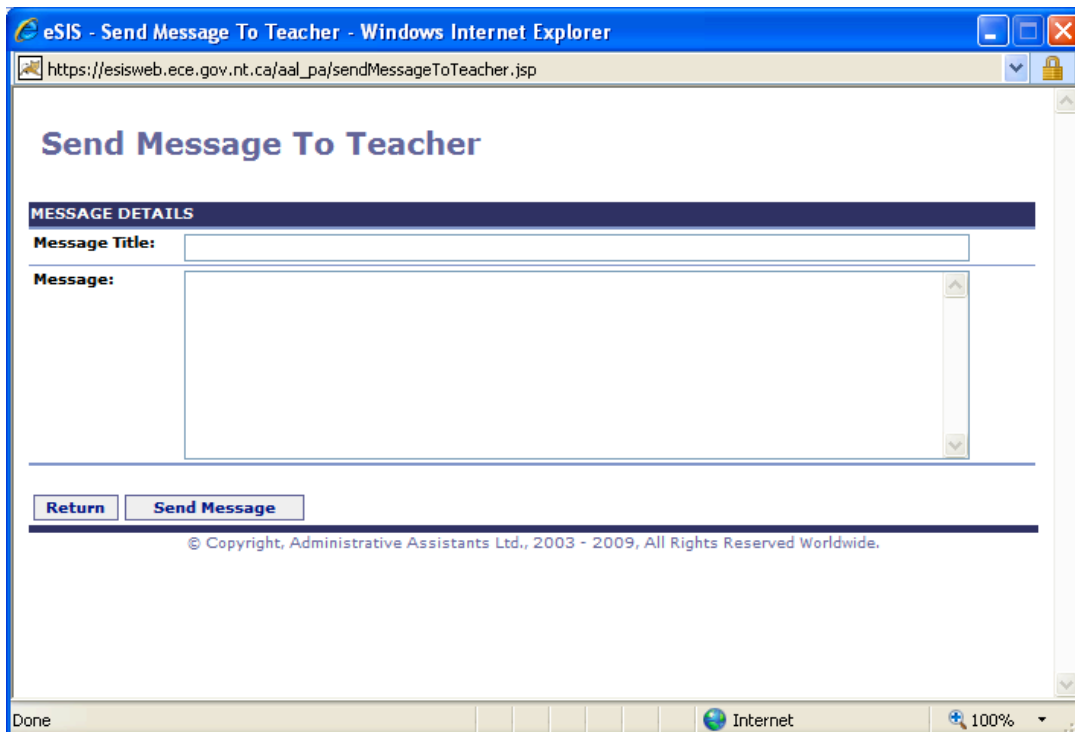 eSIS - Send Message To Teacher - Windows Internet Explorer
https://esisweb.ece.gov.nt.ca/aal_pa/sendMessageToTeacher.jsp
Send Message To Teacher
MESSAGE DETAILS
Message Title:
Message:
Return Send Message
© Copyright, Administrative Assistants Ltd., 2003 - 2009, All Rights Reserved Worldwide.
Done Internet 100%